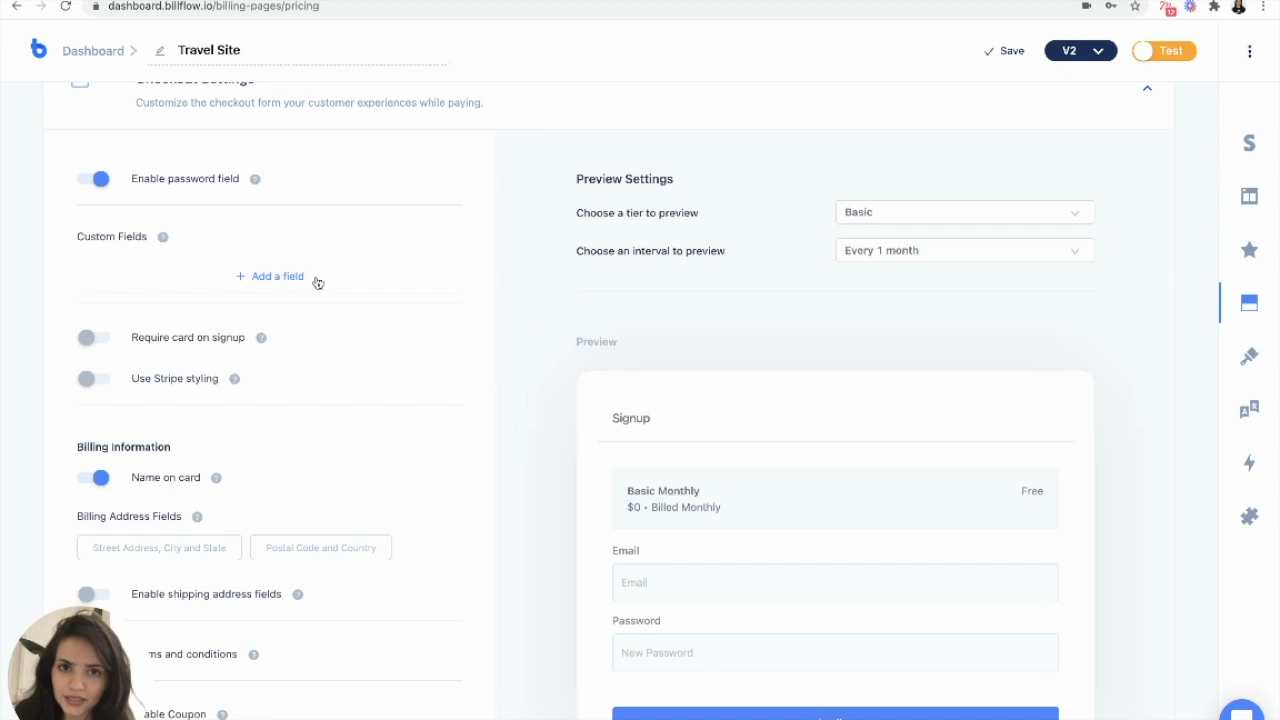 dashboard.billflow.io/billing-pages/pricing
12
Dashboard
Travel Site
Save
V2
Test
Checkout Settings
Customize the checkout form your customer experiences while paying.
Enable password field
Custom Fields
+ Add a field
Require card on signup
Use Stripe styling
Billing Information
Name on card
Billing Address Fields
Street Address, City and State
Postal Code and Country
Enable shipping address fields
ms and conditions
able Coupon
Preview Settings
Choose a tier to preview
Basic
Choose an interval to preview
Every 1 month
Preview
Signup
Basic Monthly
Free
$0 • Billed Monthly
Email
Email
Password
New Password
S